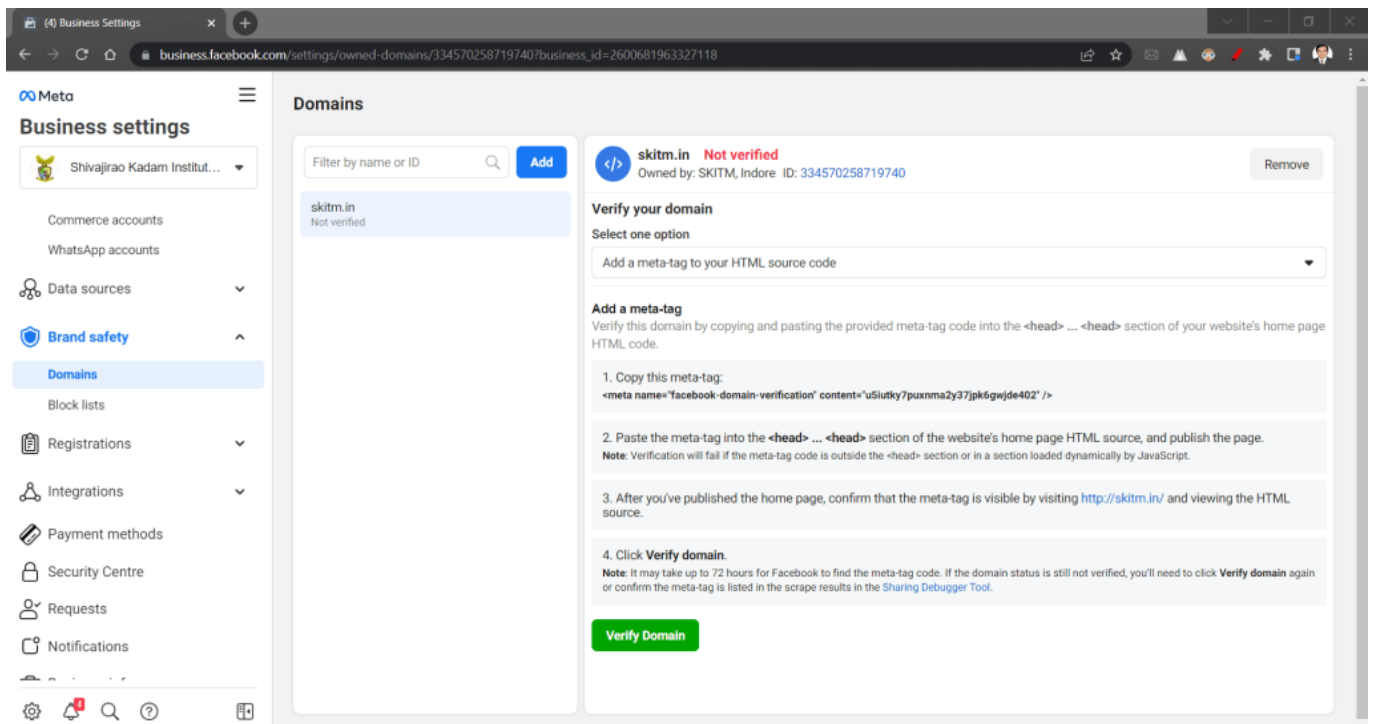 (4) Business Settings
business.facebook.com/settings/owned-domains/334570258719740?business_id=2600681963327118
Meta
Business settings
Shivajirao Kadam Institut...
Commerce accounts
WhatsApp accounts
Data sources
Brand safety
Domains
Block lists
Registrations
Integrations
Payment methods
Security Centre
Requests
Notifications
4
Domains
Filter by name or ID
Add
skitm.in
Not verified
skitm.in Not verified
Owned by: SKITM, Indore ID: 334570258719740
Remove
Verify your domain
Select one option
Add a meta-tag to your HTML source code
Add a meta-tag
Verify this domain by copying and pasting the provided meta-tag code into the <head> ... <head> section of your website's home page
HTML code.
1. Copy this meta-tag:
<meta name="facebook-domain-verification" content="u5iutky7puxnma2y37jpk6gwjde402" />
2. Paste the meta-tag into the <head> ... <head> section of the website's home page HTML source, and publish the page.
Note: Verification will fail if the meta-tag code is outside the <head> section or in a section loaded dynamically by JavaScript.
3. After you've published the home page, confirm that the meta-tag is visible by visiting http://skitm.in/ and viewing the HTML
source.
4. Click Verify domain.
Note: It may take up to 72 hours for Facebook to find the meta-tag code. If the domain status is still not verified, you'll need to click Verify domain again
or confirm the meta-tag is listed in the scrape results in the Sharing Debugger Tool.
Verify Domain